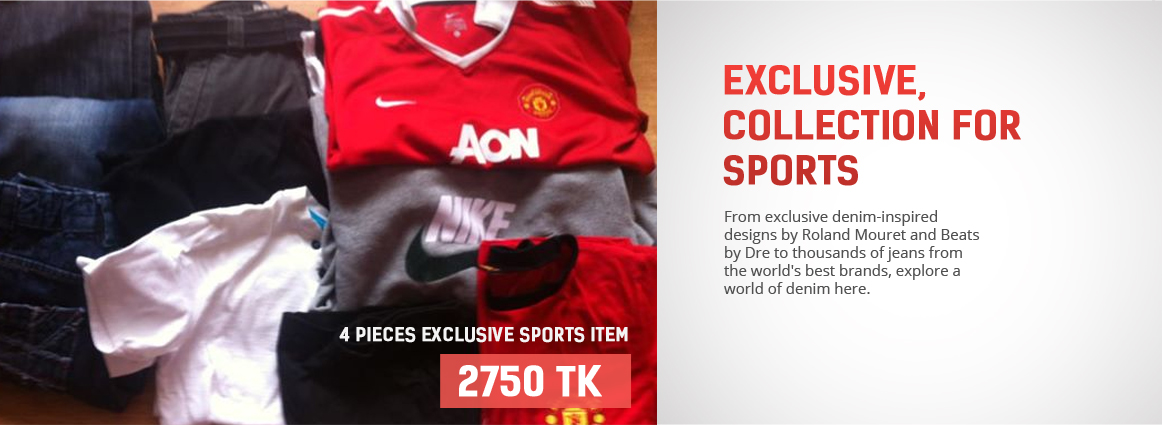 AON
NIKE
4 PIECES EXCLUSIVE SPORTS ITEM
2750 TK
EXCLUSIVE,
COLLECTION FOR
SPORTS
From exclusive denim-inspired
designs by Roland Mouret and Beats
by Dre to thousands of jeans from
the world's best brands, explore a
world of denim here.